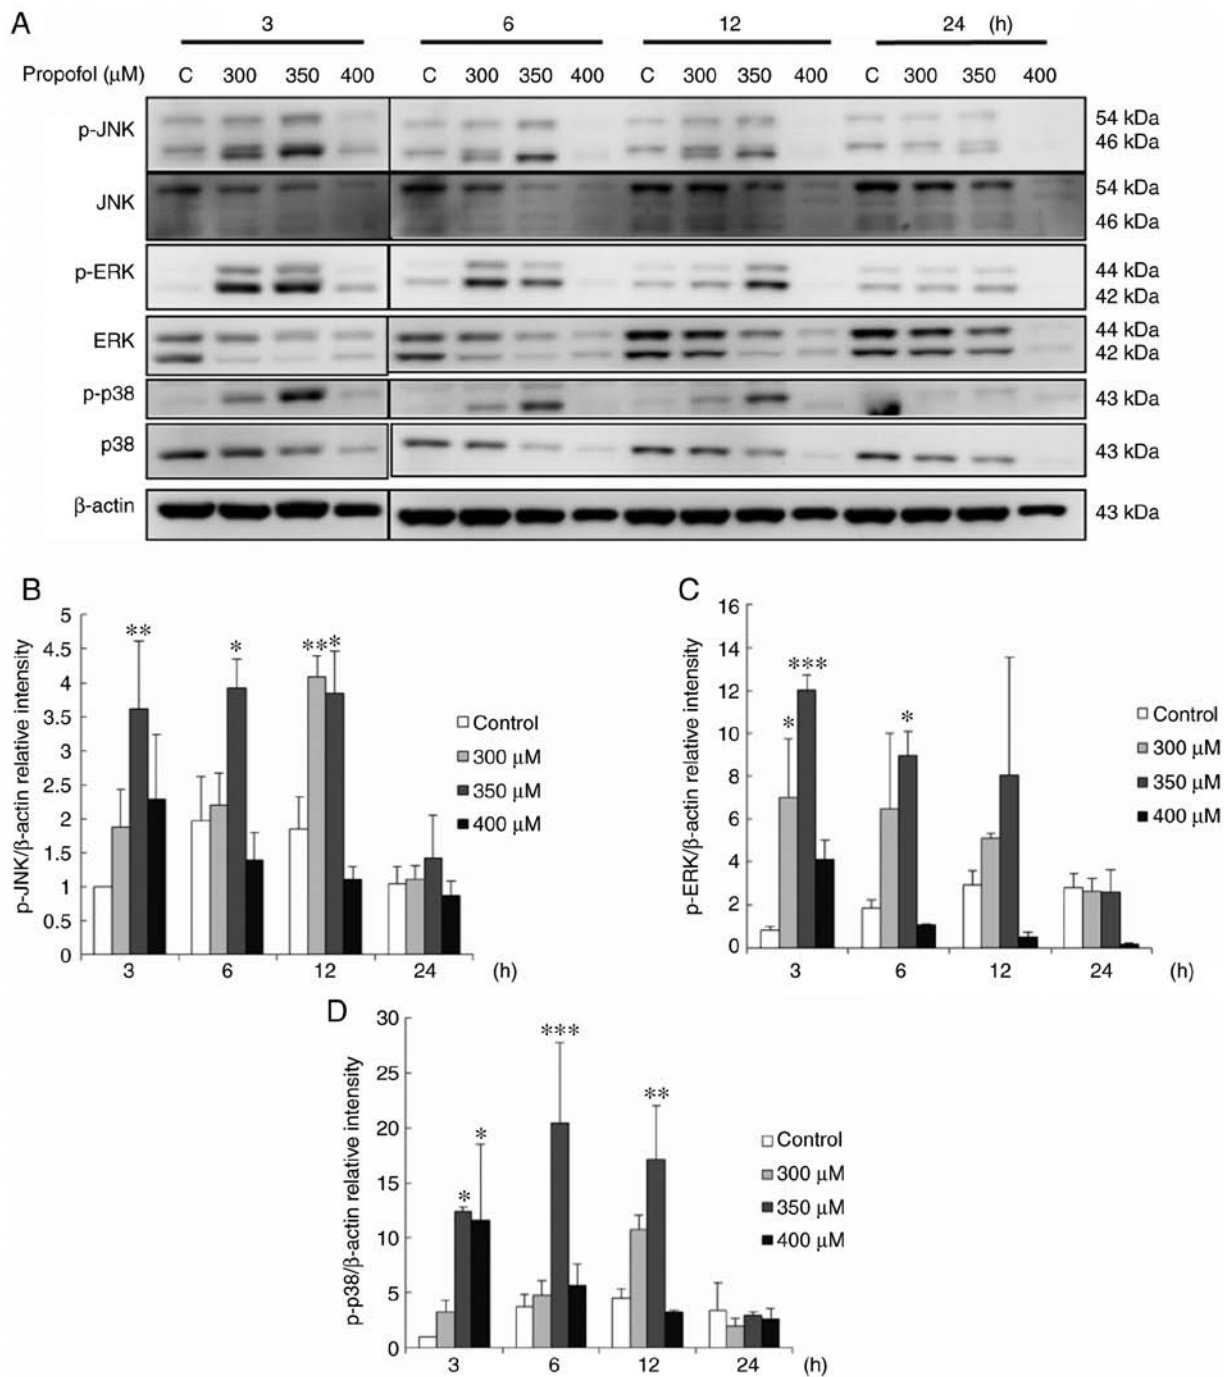 A
3 6 12 24 (h)
Propofol (μM) C 300 350 400 C 300 350 400 C 300 350 400 C 300 350 400
p-JNK 54 kDa
46 kDa
JNK 54 kDa
46 kDa
p-ERK 44 kDa
42 kDa
ERK 44 kDa
42 kDa
p-p38 43 kDa
p38 43 kDa
β-actin 43 kDa
B
p-JNK/β-actin relative intensity
5
4.5
4
3.5
3
2.5
2
1.5
1
0.5
0
** * ** *
Control
300 μM
350 μM
400 μM
3 6 12 24 (h)
C
p-ERK/β-actin relative intensity
16
14
12
10
8
6
4
2
0
* *** *
Control
300 μM
350 μM
400 μM
3 6 12 24 (h)
D
p-p38/β-actin relative intensity
30
25
20
15
10
5
0
* * *** **
Control
300 μM
350 μM
400 μM
3 6 12 24 (h)